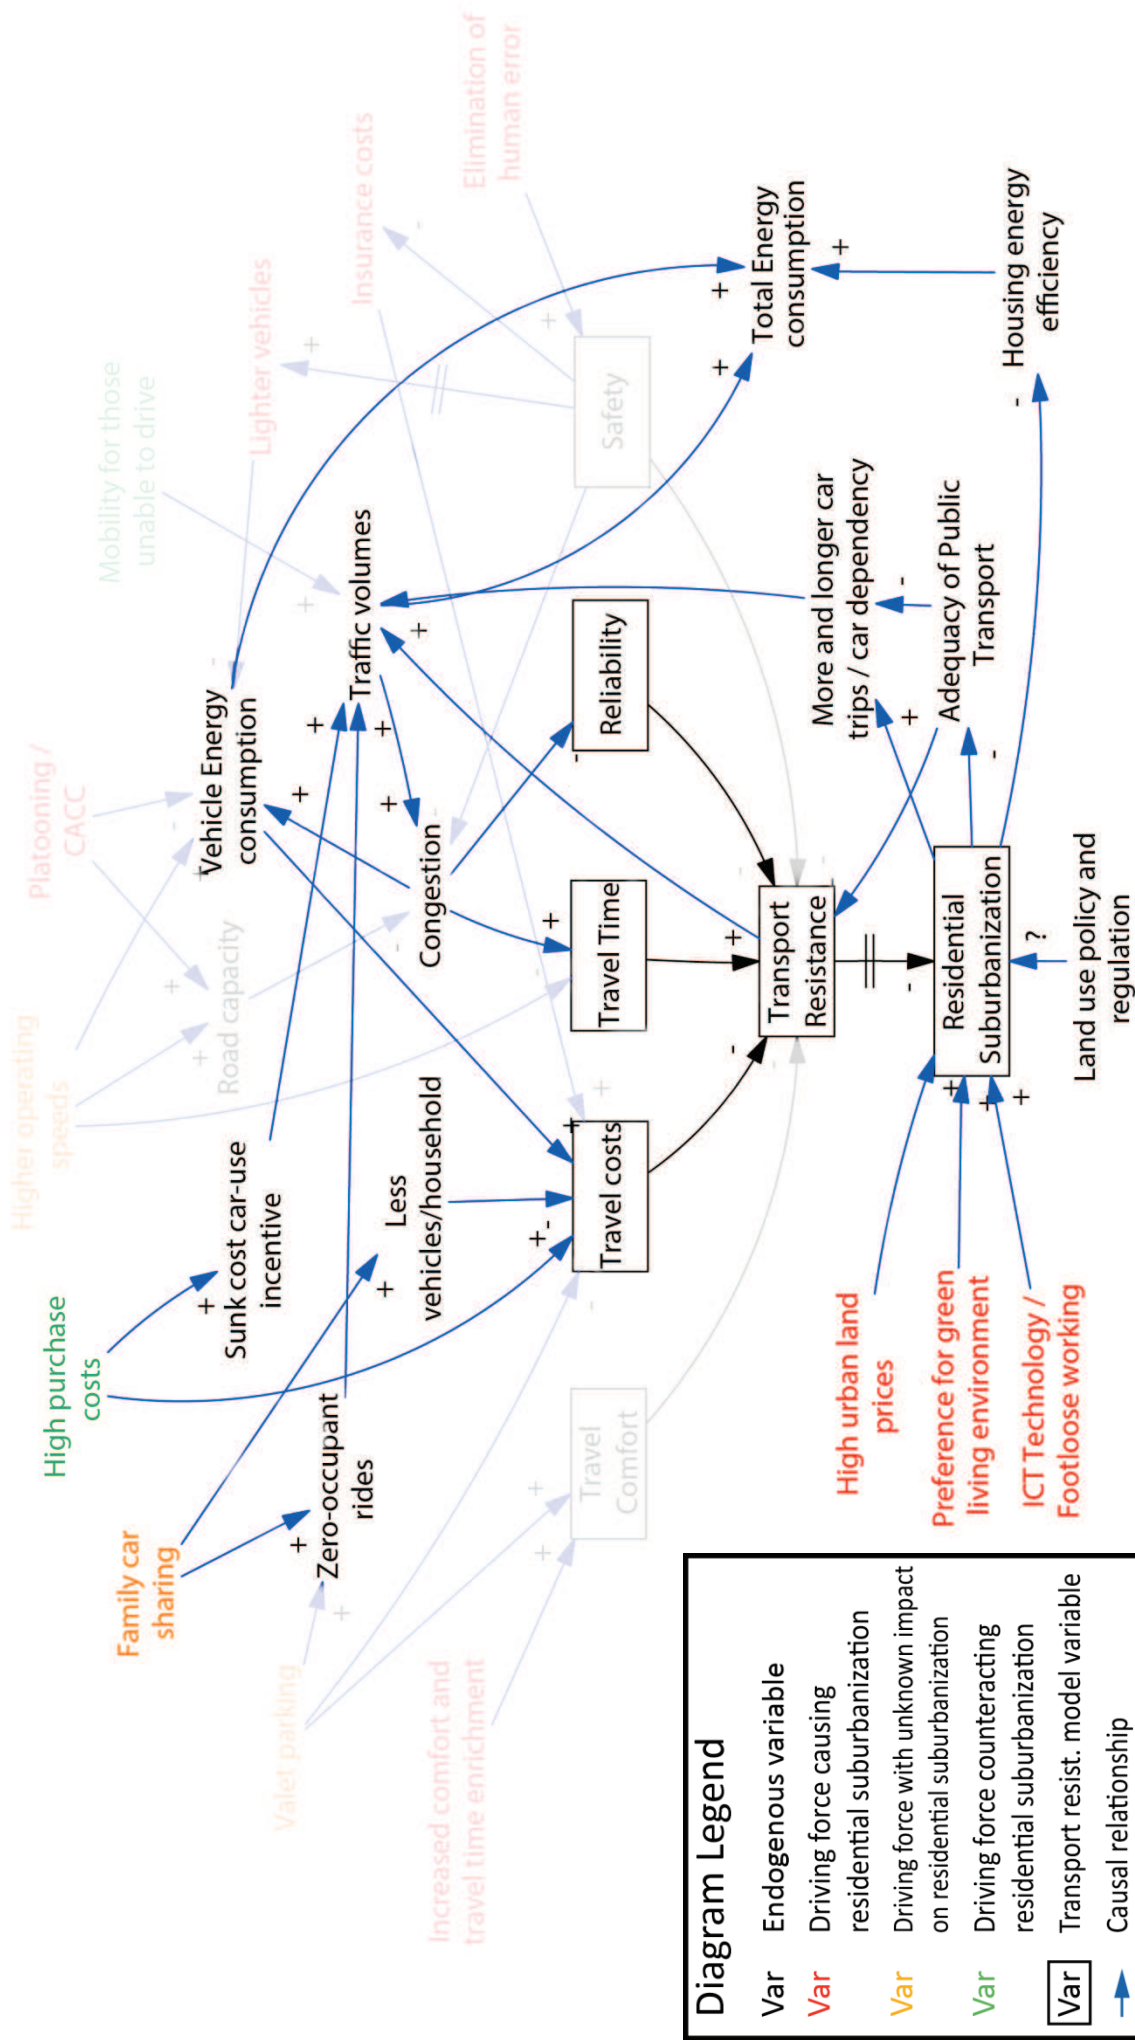 Higher operating
speeds
Platooning /
CACC
Mobility for those
unable to drive
Lighter vehicles
Insurance costs
Elimination of
human error
High purchase
costs
Family car
sharing
Valet parking
Increased comfort and
travel time enrichment
Sunk cost car-use
incentive
Road capacity
Vehicle Energy
consumption
Zero-occupant
rides
Less
vehicles/household
Congestion
Traffic volumes
Travel
Comfort
Travel costs
Travel Time
Reliability
Safety
Transport
Resistance
More and longer car
trips / car dependency
Total Energy
consumption
Adequacy of Public
Transport
Housing energy
efficiency
High urban land
prices
Preference for green
living environment
ICT Technology /
Footloose working
Residential
Suburbanization
?
Land use policy and
regulation
Diagram Legend
Var Endogenous variable
Var Driving force causing
residential suburbanization
Var Driving force with unknown impact
on residential suburbanization
Var Driving force counteracting
residential suburbanization
Var Transport resist. model variable
Causal relationship